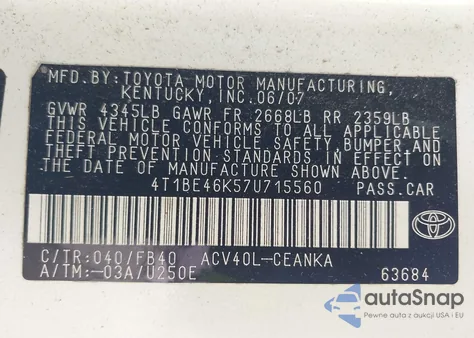 MFD.BY:TOYOTA MOTOR MANUFACTURING,
KENTUCKY, INC. 06/07
GVWR 4345LB GAWR FR 2668LB RR 2359LB
THIS VEHICLE CONFORMS TO ALL APPLICABLE
FEDERAL MOTOR VEHICLE SAFETY, BUMPER, AND
THEFT PREVENTION STANDARDS IN EFFECT ON
THE DATE OF MANUFACTURE SHOWN ABOVE.
4T1BE46K57U715560 PASS.CAR
C/TR:040/FB40 ACV40L-CEANKA
A/TM:-03A/U250E 63684
TOYOTA
autoSnap
Pewne auta z aukcji USA i EU